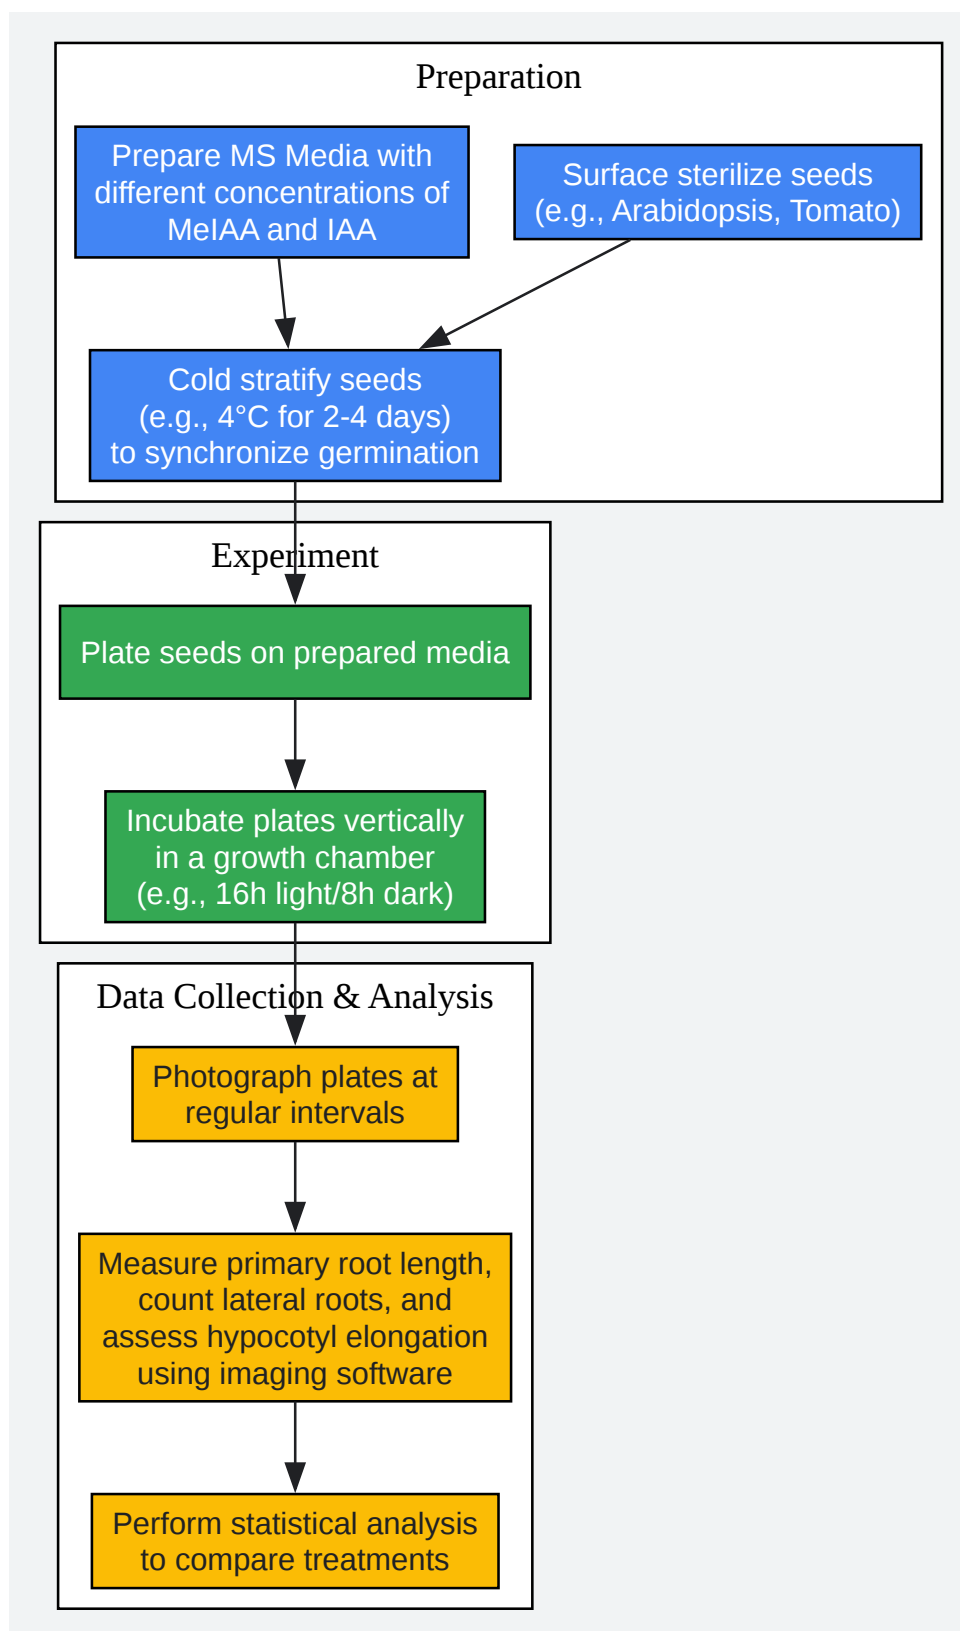 Preparation
Prepare MS Media with
different concentrations of
MeIAA and IAA
Surface sterilize seeds
(e.g., Arabidopsis, Tomato)
Cold stratify seeds
(e.g., 4°C for 2-4 days)
to synchronize germination
Experiment
Plate seeds on prepared media
Incubate plates vertically
in a growth chamber
(e.g., 16h light/8h dark)
Data Collection & Analysis
Photograph plates at
regular intervals
Measure primary root length,
count lateral roots, and
assess hypocotyl elongation
using imaging software
Perform statistical analysis
to compare treatments